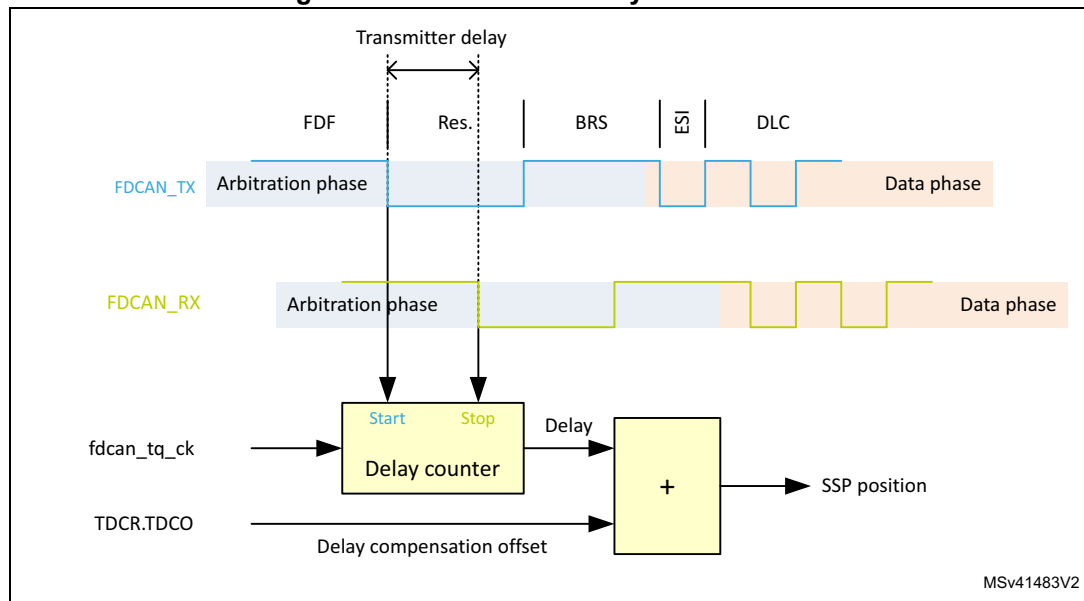 Transmitter delay
FDF Res. BRS ESI DLC
FDCAN_TX Arbitration phase Data phase
FDCAN_RX Arbitration phase Data phase
Start Stop
Delay
fdcan_tq_ck
Delay counter
+
SSP position
TDCR.TDCO
Delay compensation offset
MSv41483V2